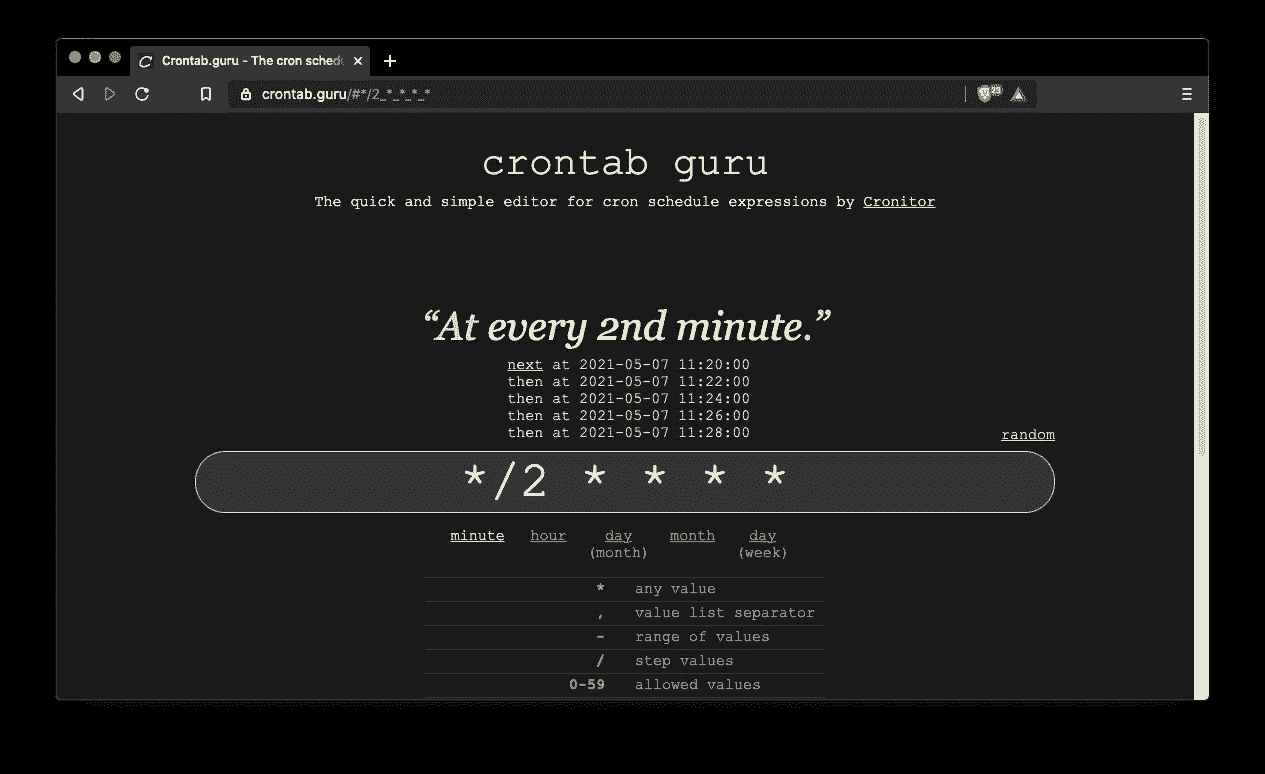 Crontab.guru - The cron sched
crontab.guru/#*/2_*_*_*_*
23
crontab guru
The quick and simple editor for cron schedule expressions by Cronitor
“At every 2nd minute.”
next at 2021-05-07 11:20:00
then at 2021-05-07 11:22:00
then at 2021-05-07 11:24:00
then at 2021-05-07 11:26:00
then at 2021-05-07 11:28:00
random
*/2 * * * *
minute hour day month day
(month) (week)
* any value
, value list separator
- range of values
/ step values
0-59 allowed values